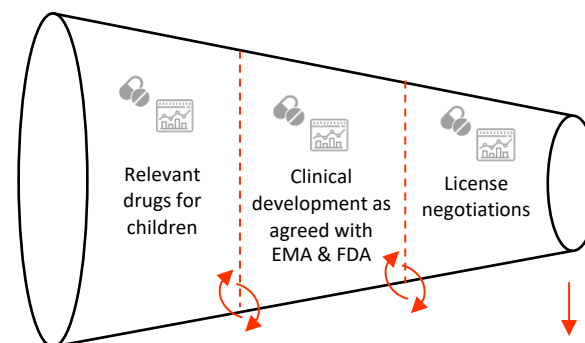 Relevant
drugs for
children
Clinical
development as
agreed with
EMA & FDA
License
negotiations